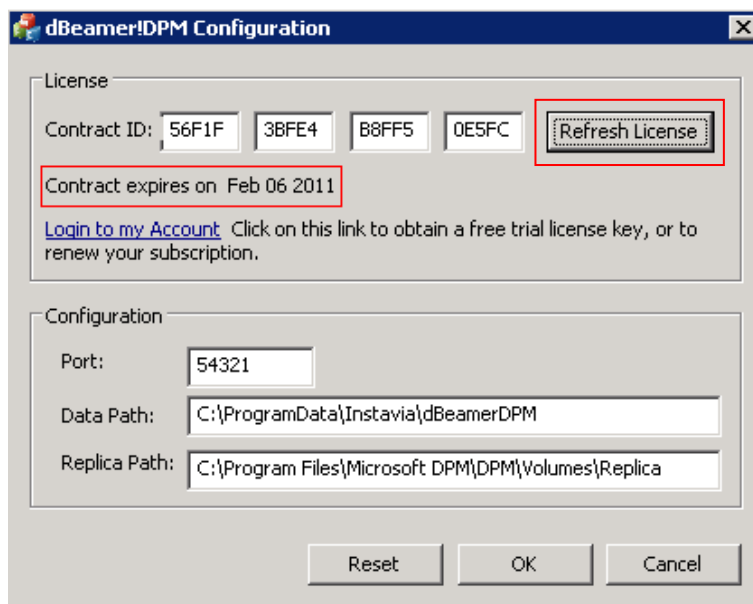 dBeamer!DPM Configuration
License
Contract ID: 56F1F 3BFE4 B8FF5 0E5FC Refresh License
Contract expires on Feb 06 2011
Login to my Account Click on this link to obtain a free trial license key, or to
renew your subscription.
Configuration
Port: 54321
Data Path: C:\ProgramData\Instavia\dBeamerDPM
Replica Path: C:\Program Files\Microsoft DPM\DPM\Volumes\Replica
Reset OK Cancel